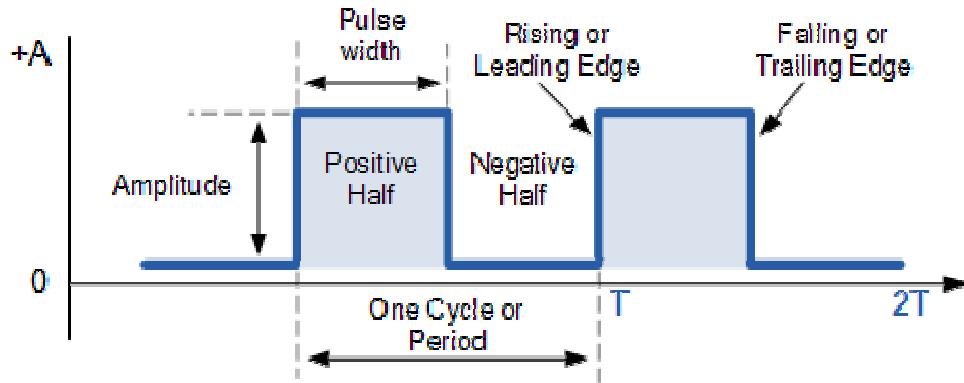 Pulse
width
Rising or
Leading Edge
Falling or
Trailing Edge
+A
Amplitude
Positive
Half
Negative
Half
0
T
2T
One Cycle or
Period